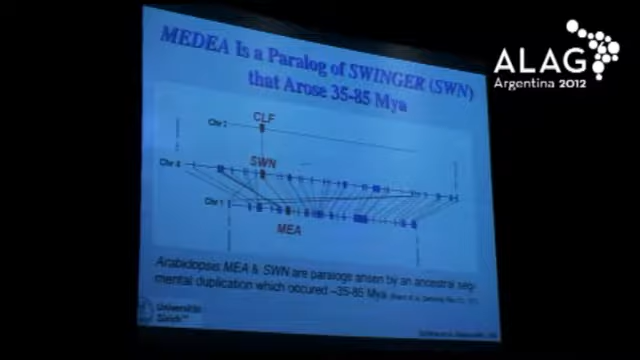 MEDEA Is a Paralog of SWINGER (SWN)
that Arose 35-85 Mya
ALAG
Argentina 2012
CLF
Chr 2
SWN
Chr 4
Chr 1
MEA
Arabidopsis MEA & SWN are paralogs arisen by an ancestral seg-
mental duplication which occured ~35-85 Mya
Universität
Zürich